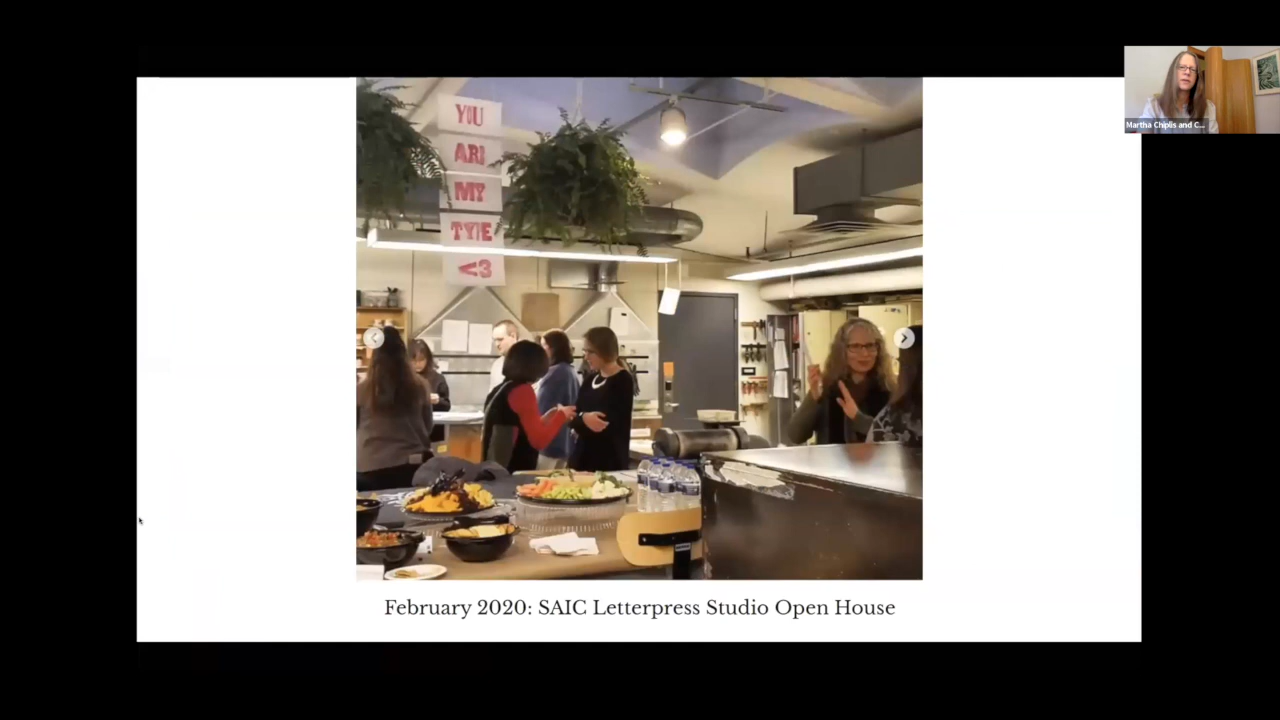 YOU
ARE
MY
TYPE
<3
Martha Chiplis and C...
February 2020: SAIC Letterpress Studio Open House